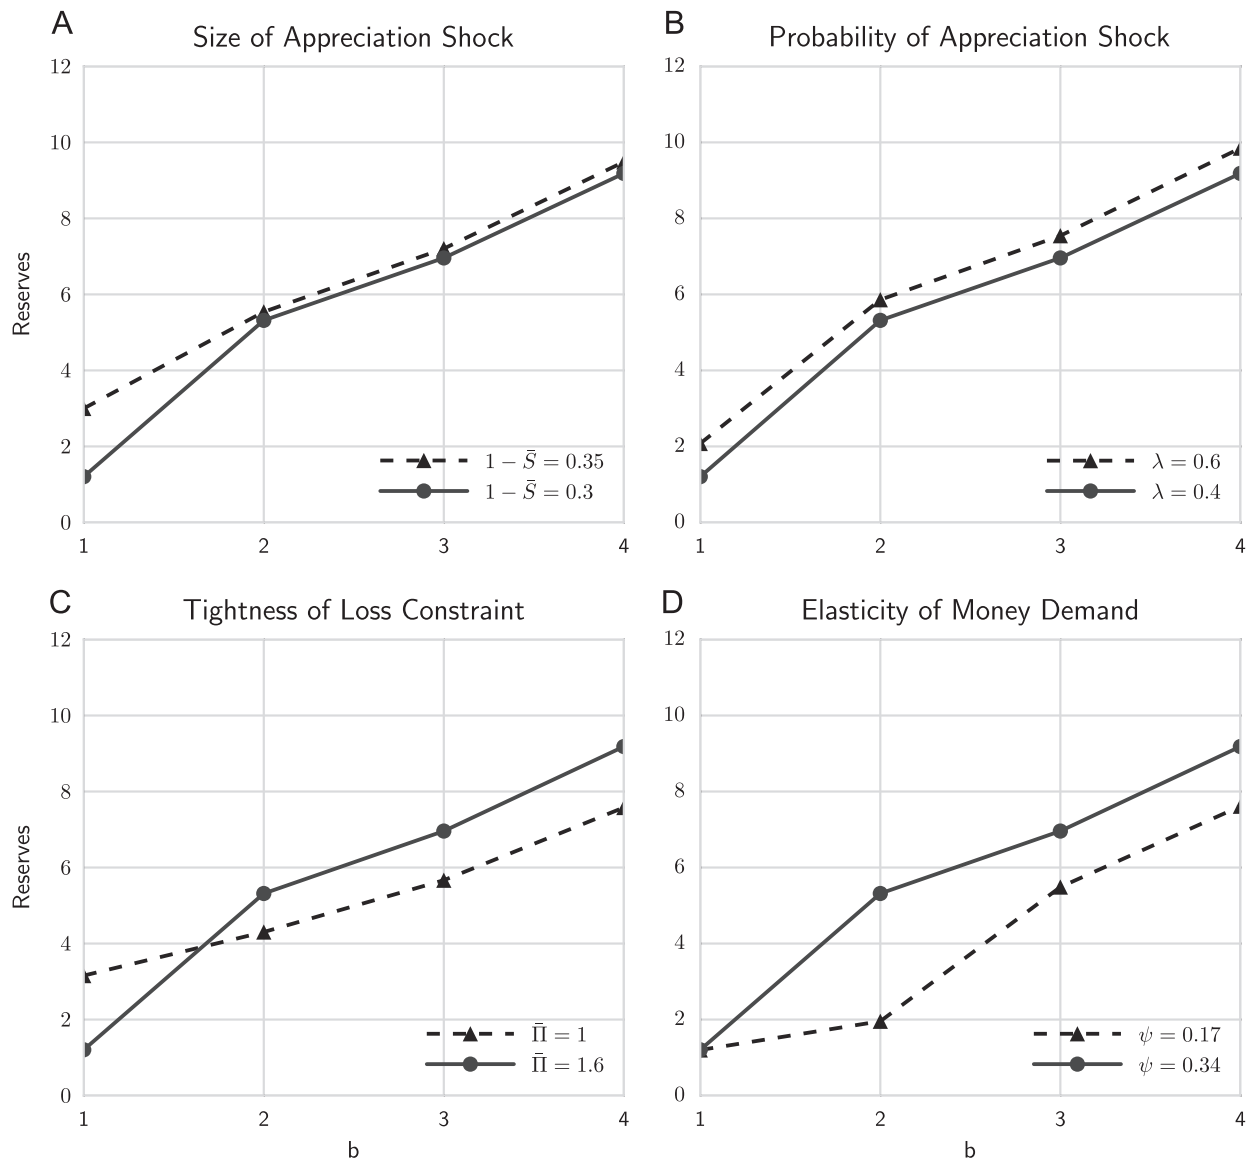 A
Size of Appreciation Shock
12
10
8
6
4
2
0
Reserves
1 − S̄ = 0.35
1 − S̄ = 0.3
1 2 3 4
B
Probability of Appreciation Shock
12
10
8
6
4
2
0
λ = 0.6
λ = 0.4
1 2 3 4
C
Tightness of Loss Constraint
12
10
8
6
4
2
0
Reserves
Π̄ = 1
Π̄ = 1.6
1 2 3 4
b
D
Elasticity of Money Demand
12
10
8
6
4
2
0
ψ = 0.17
ψ = 0.34
1 2 3 4
b